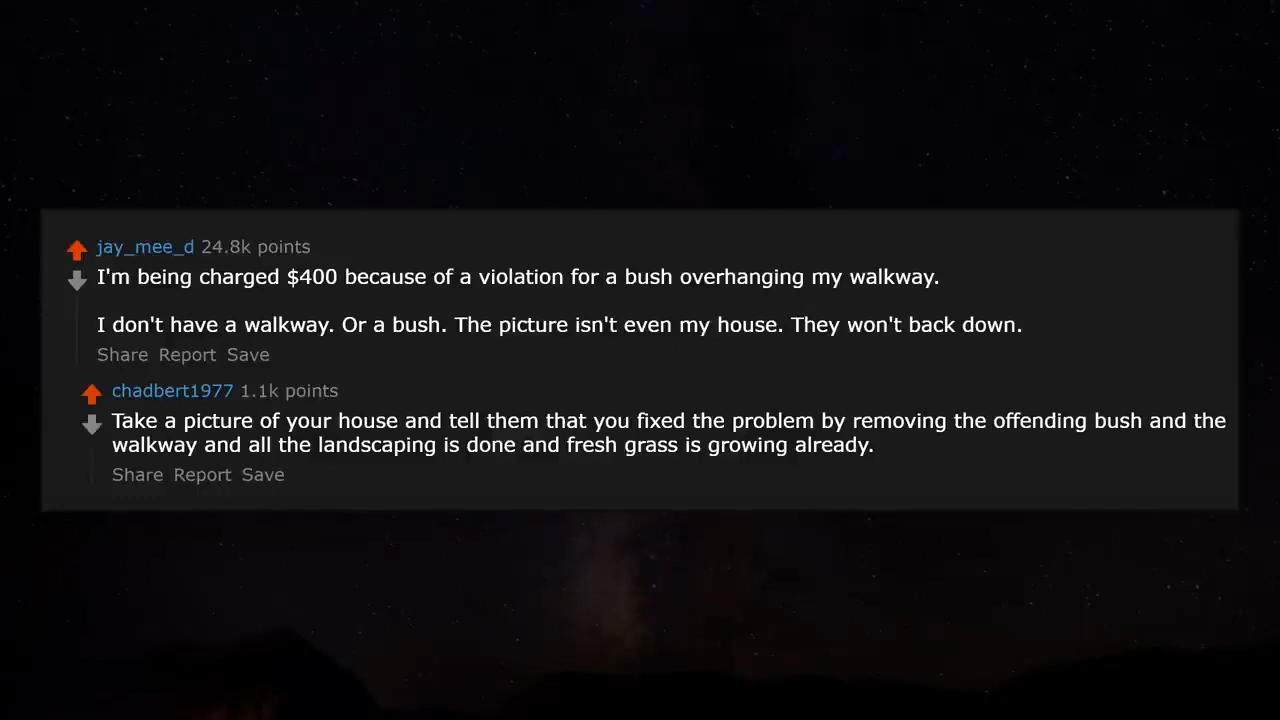 jay_mee_d 24.8k points
I'm being charged $400 because of a violation for a bush overhanging my walkway.
I don't have a walkway. Or a bush. The picture isn't even my house. They won't back down.
Share Report Save
chadbert1977 1.1k points
Take a picture of your house and tell them that you fixed the problem by removing the offending bush and the
walkway and all the landscaping is done and fresh grass is growing already.
Share Report Save